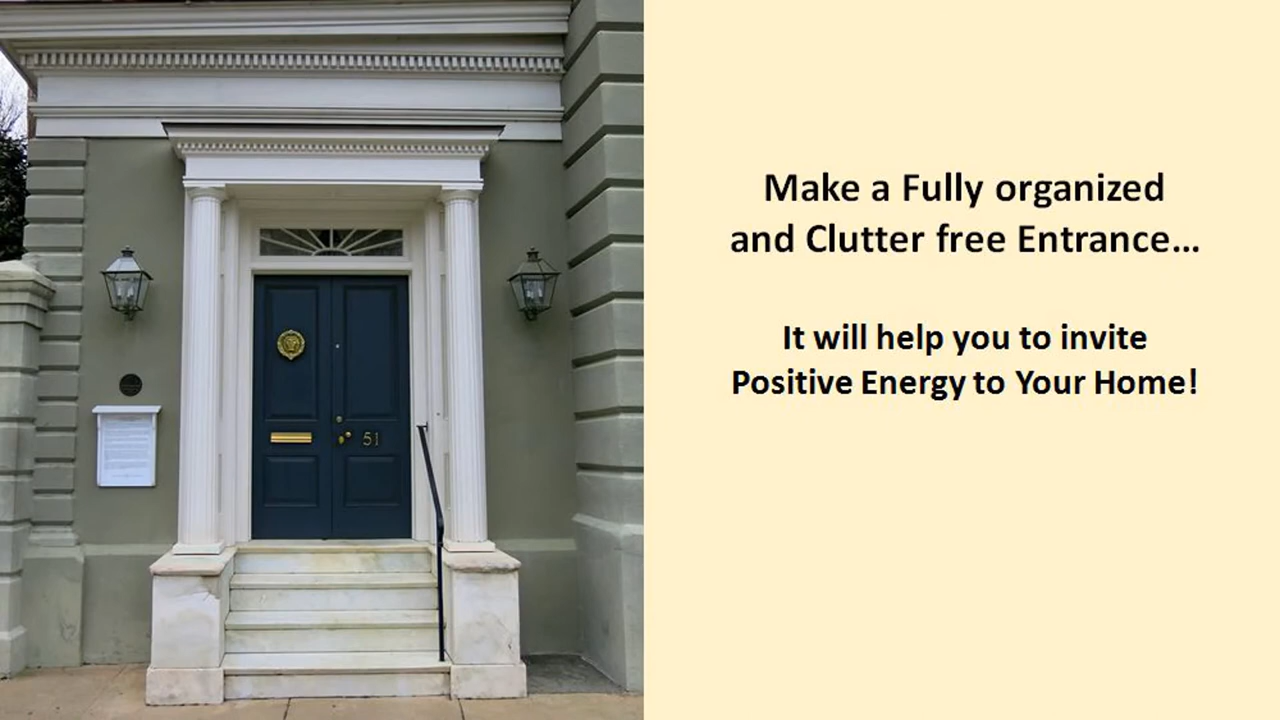 Make a Fully organized
and Clutter free Entrance...
It will help you to invite
Positive Energy to Your Home!
51